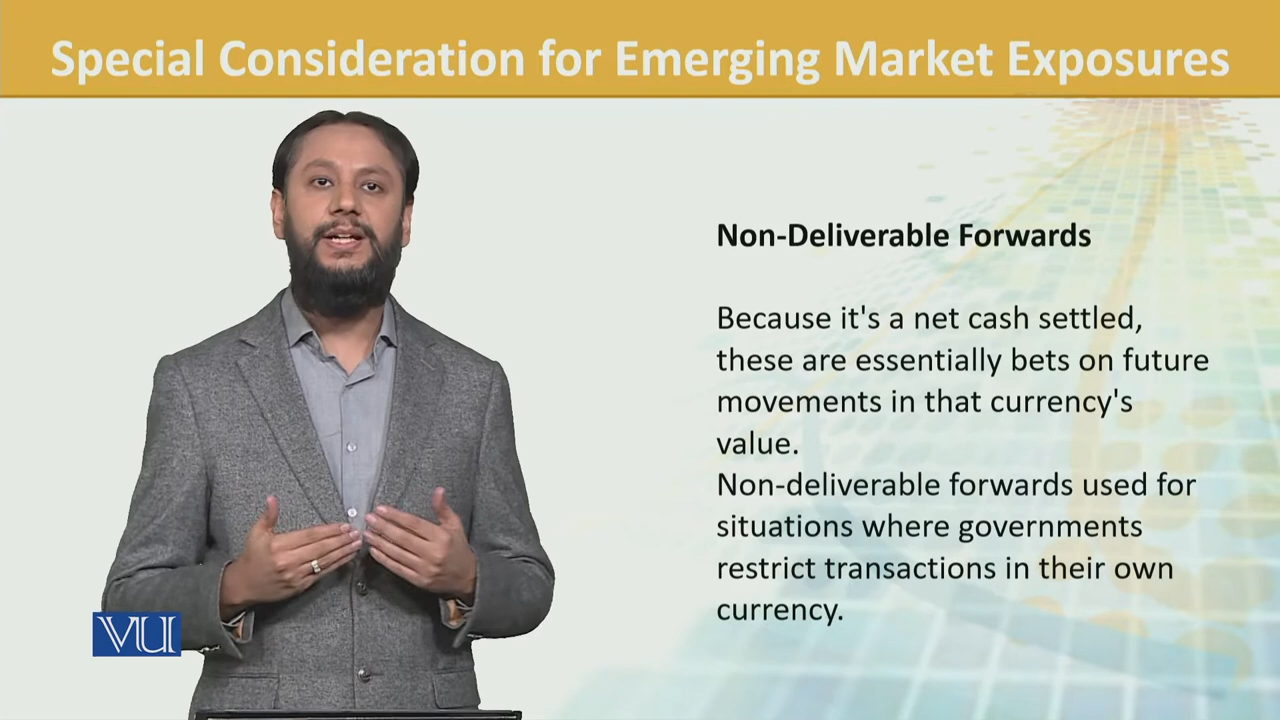 Special Consideration for Emerging Market Exposures
Non-Deliverable Forwards
Because it's a net cash settled,
these are essentially bets on future
movements in that currency's
value.
Non-deliverable forwards used for
situations where governments
restrict transactions in their own
currency.
VU